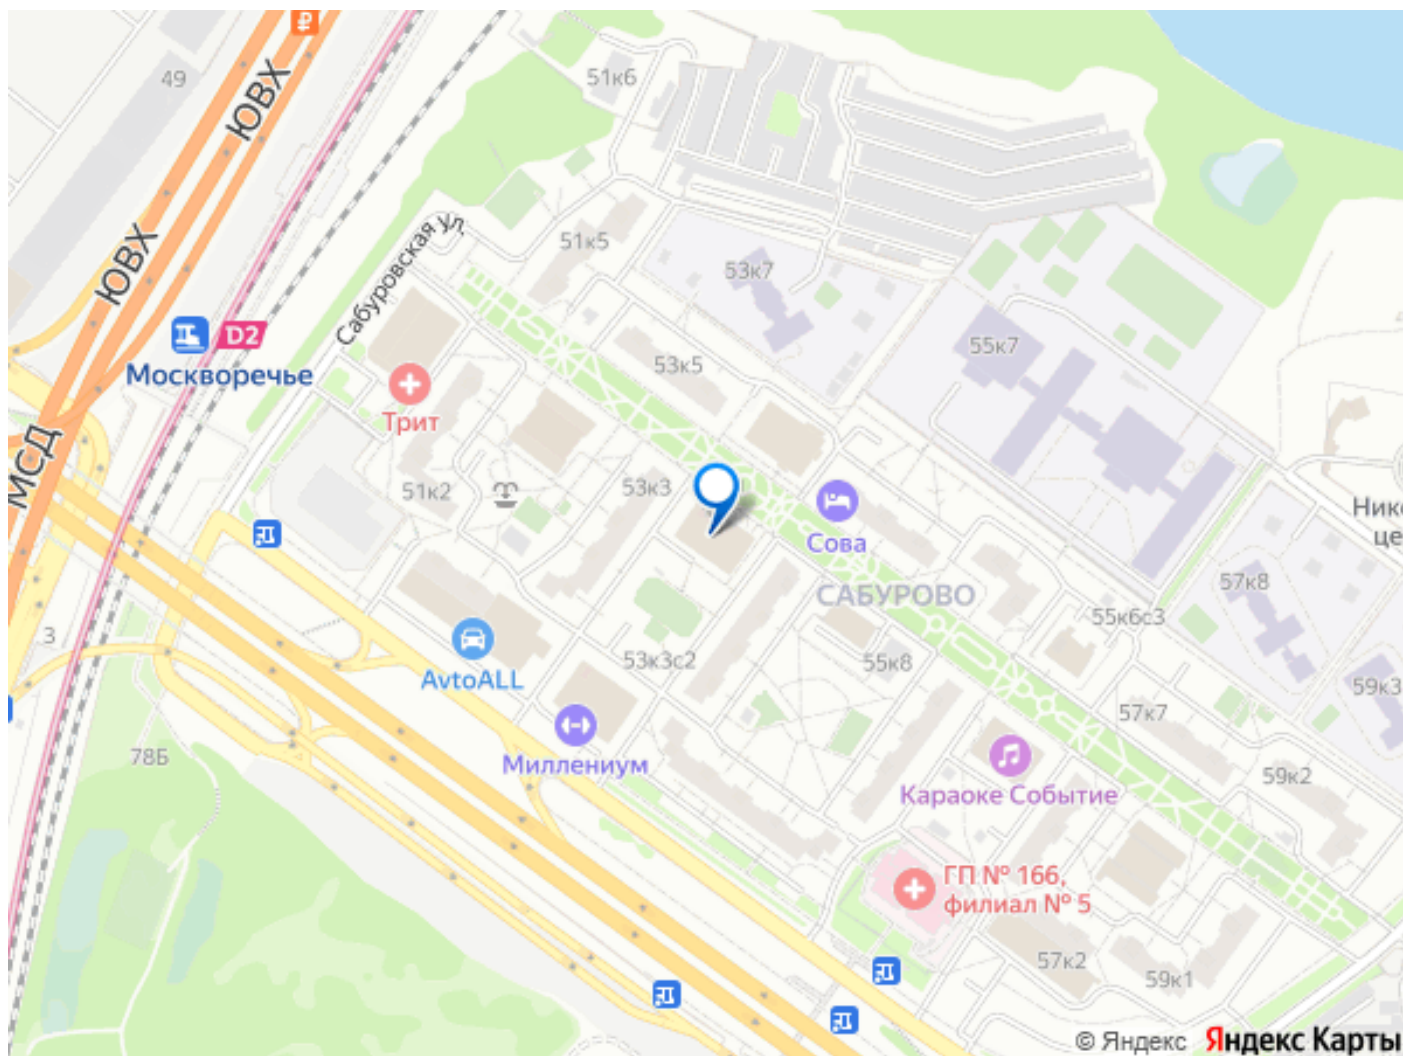 49
ЮВХ
51к6
Сабуровская ул.
51к5
53к7
ЮВХ
D2
Москворечье
53к5
55к7
Трит
МСД
51к2
53к3
Сова
Нико
це
САБУРОВО
57к8
55к6с3
3
AvtoALL
53к3с2
55к8
59к3
57к7
78Б
Миллениум
59к2
Караоке Событие
ГП № 166,
филиал № 5
57к2
59к1
© Яндекс Яндекс Карты